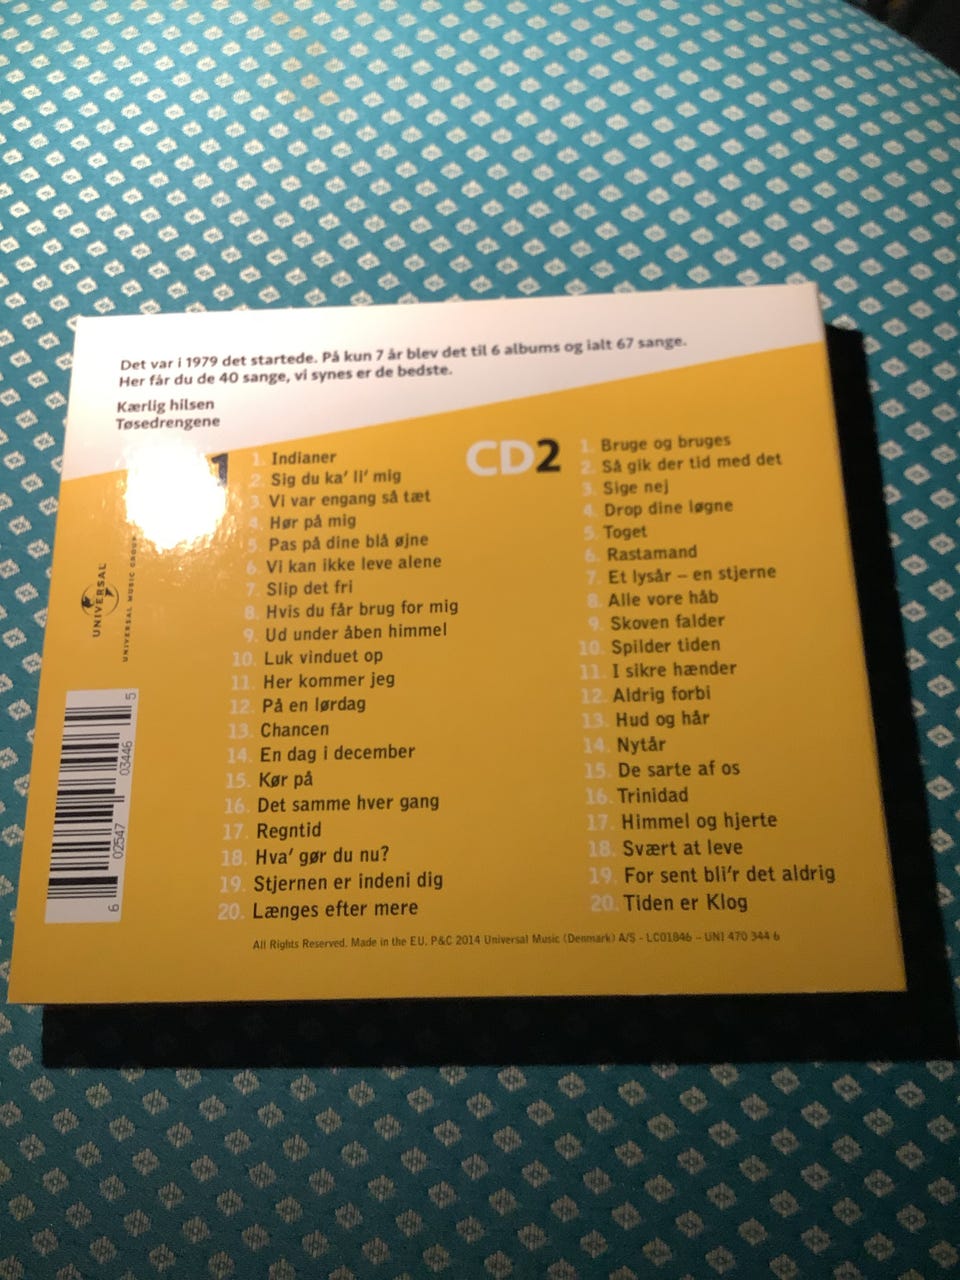 Det var i 1979 det startede. På kun 7 år blev det til 6 albums og ialt 67 sange.
Her får du de 40 sange, vi synes er de bedste.
Kærlig hilsen
Tøsedrengene
1
1. Indianer
2. Sig du ka’ li’ mig
3. Vi var engang så tæt
4. Hør på mig
5. Pas på dine blå øjne
6. Vi kan ikke leve alene
7. Slip det fri
8. Hvis du får brug for mig
9. Ud under åben himmel
10. Luk vinduet op
11. Her kommer jeg
12. På en lørdag
13. Chancen
14. En dag i december
15. Kør på
16. Det samme hver gang
17. Regntid
18. Hva’ gør du nu?
19. Stjernen er indeni dig
20. Længes efter mere
CD2
1. Bruge og bruges
2. Så gik der tid med det
3. Sige nej
4. Drop dine løgne
5. Toget
6. Rastamand
7. Et lysår – en stjerne
8. Alle vore håb
9. Skoven falder
10. Spilder tiden
11. I sikre hænder
12. Aldrig forbi
13. Hud og hår
14. Nytår
15. De sarte af os
16. Trinidad
17. Himmel og hjerte
18. Svært at leve
19. For sent bli’r det aldrig
20. Tiden er Klog
UNIVERSAL
UNIVERSAL MUSIC GROUP
6 02547 03446 5
All Rights Reserved. Made in the EU. P&C 2014 Universal Music (Denmark) A/S - LC01846 – UNI 470 344 6